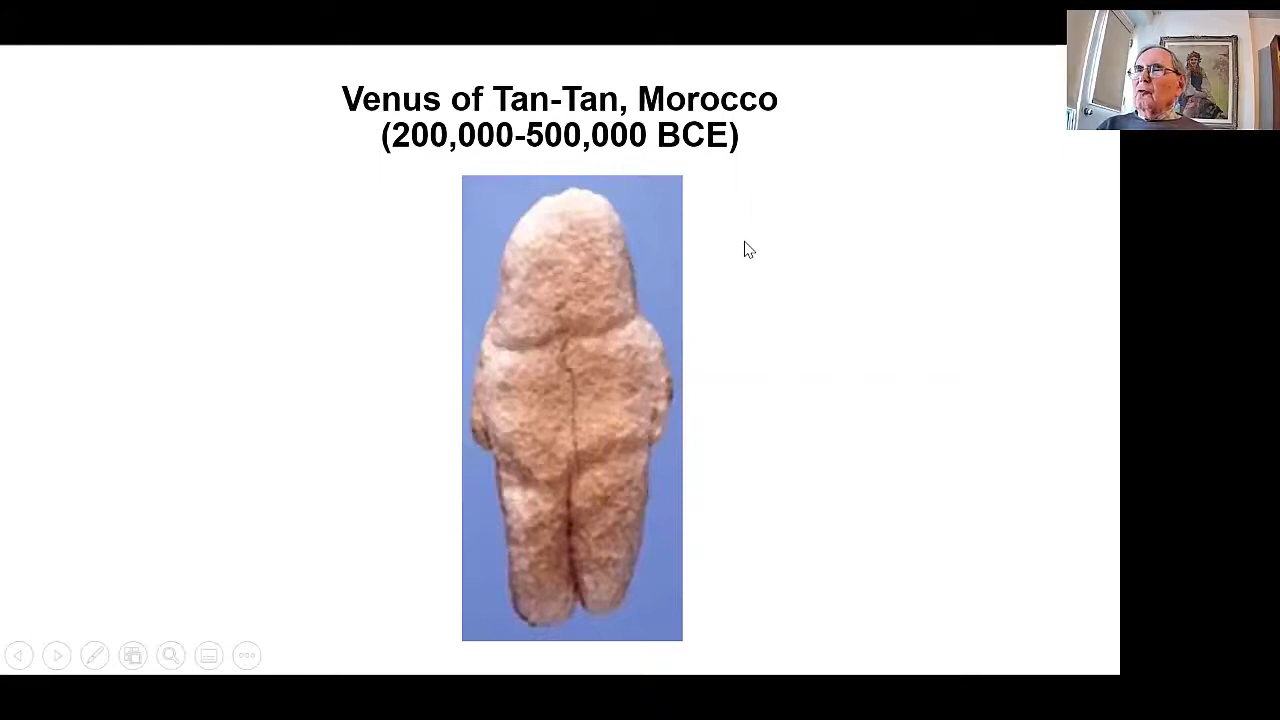 Venus of Tan-Tan, Morocco
(200,000-500,000 BCE)